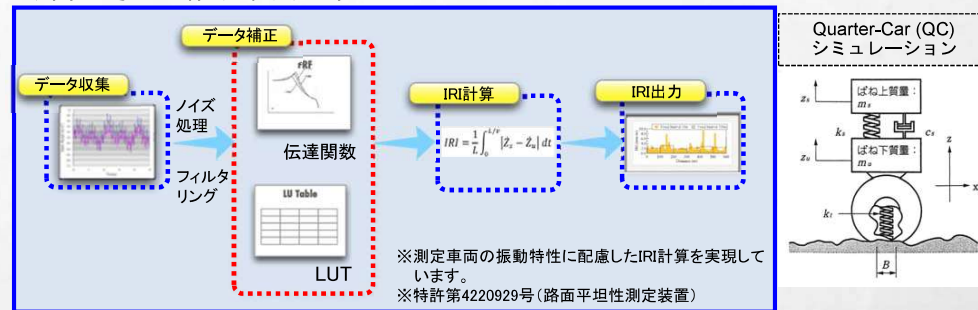 データ収集
ノイズ
処理
フィルタ
リング
データ補正
FRF
伝達関数
LU Table
LUT
IRI計算
IRI = 1/L ∫₀^{L/V} |Żs - Żu| dt
IRI出力
※測定車両の振動特性に配慮したIRI計算を実現して
います。
※特許第4220929号(路面平坦性測定装置)
Quarter-Car (QC)
シミュレーション
ばね上質量:
ms
zs
ks
cs
ばね下質量:
mu
zu
z
x
kt
B